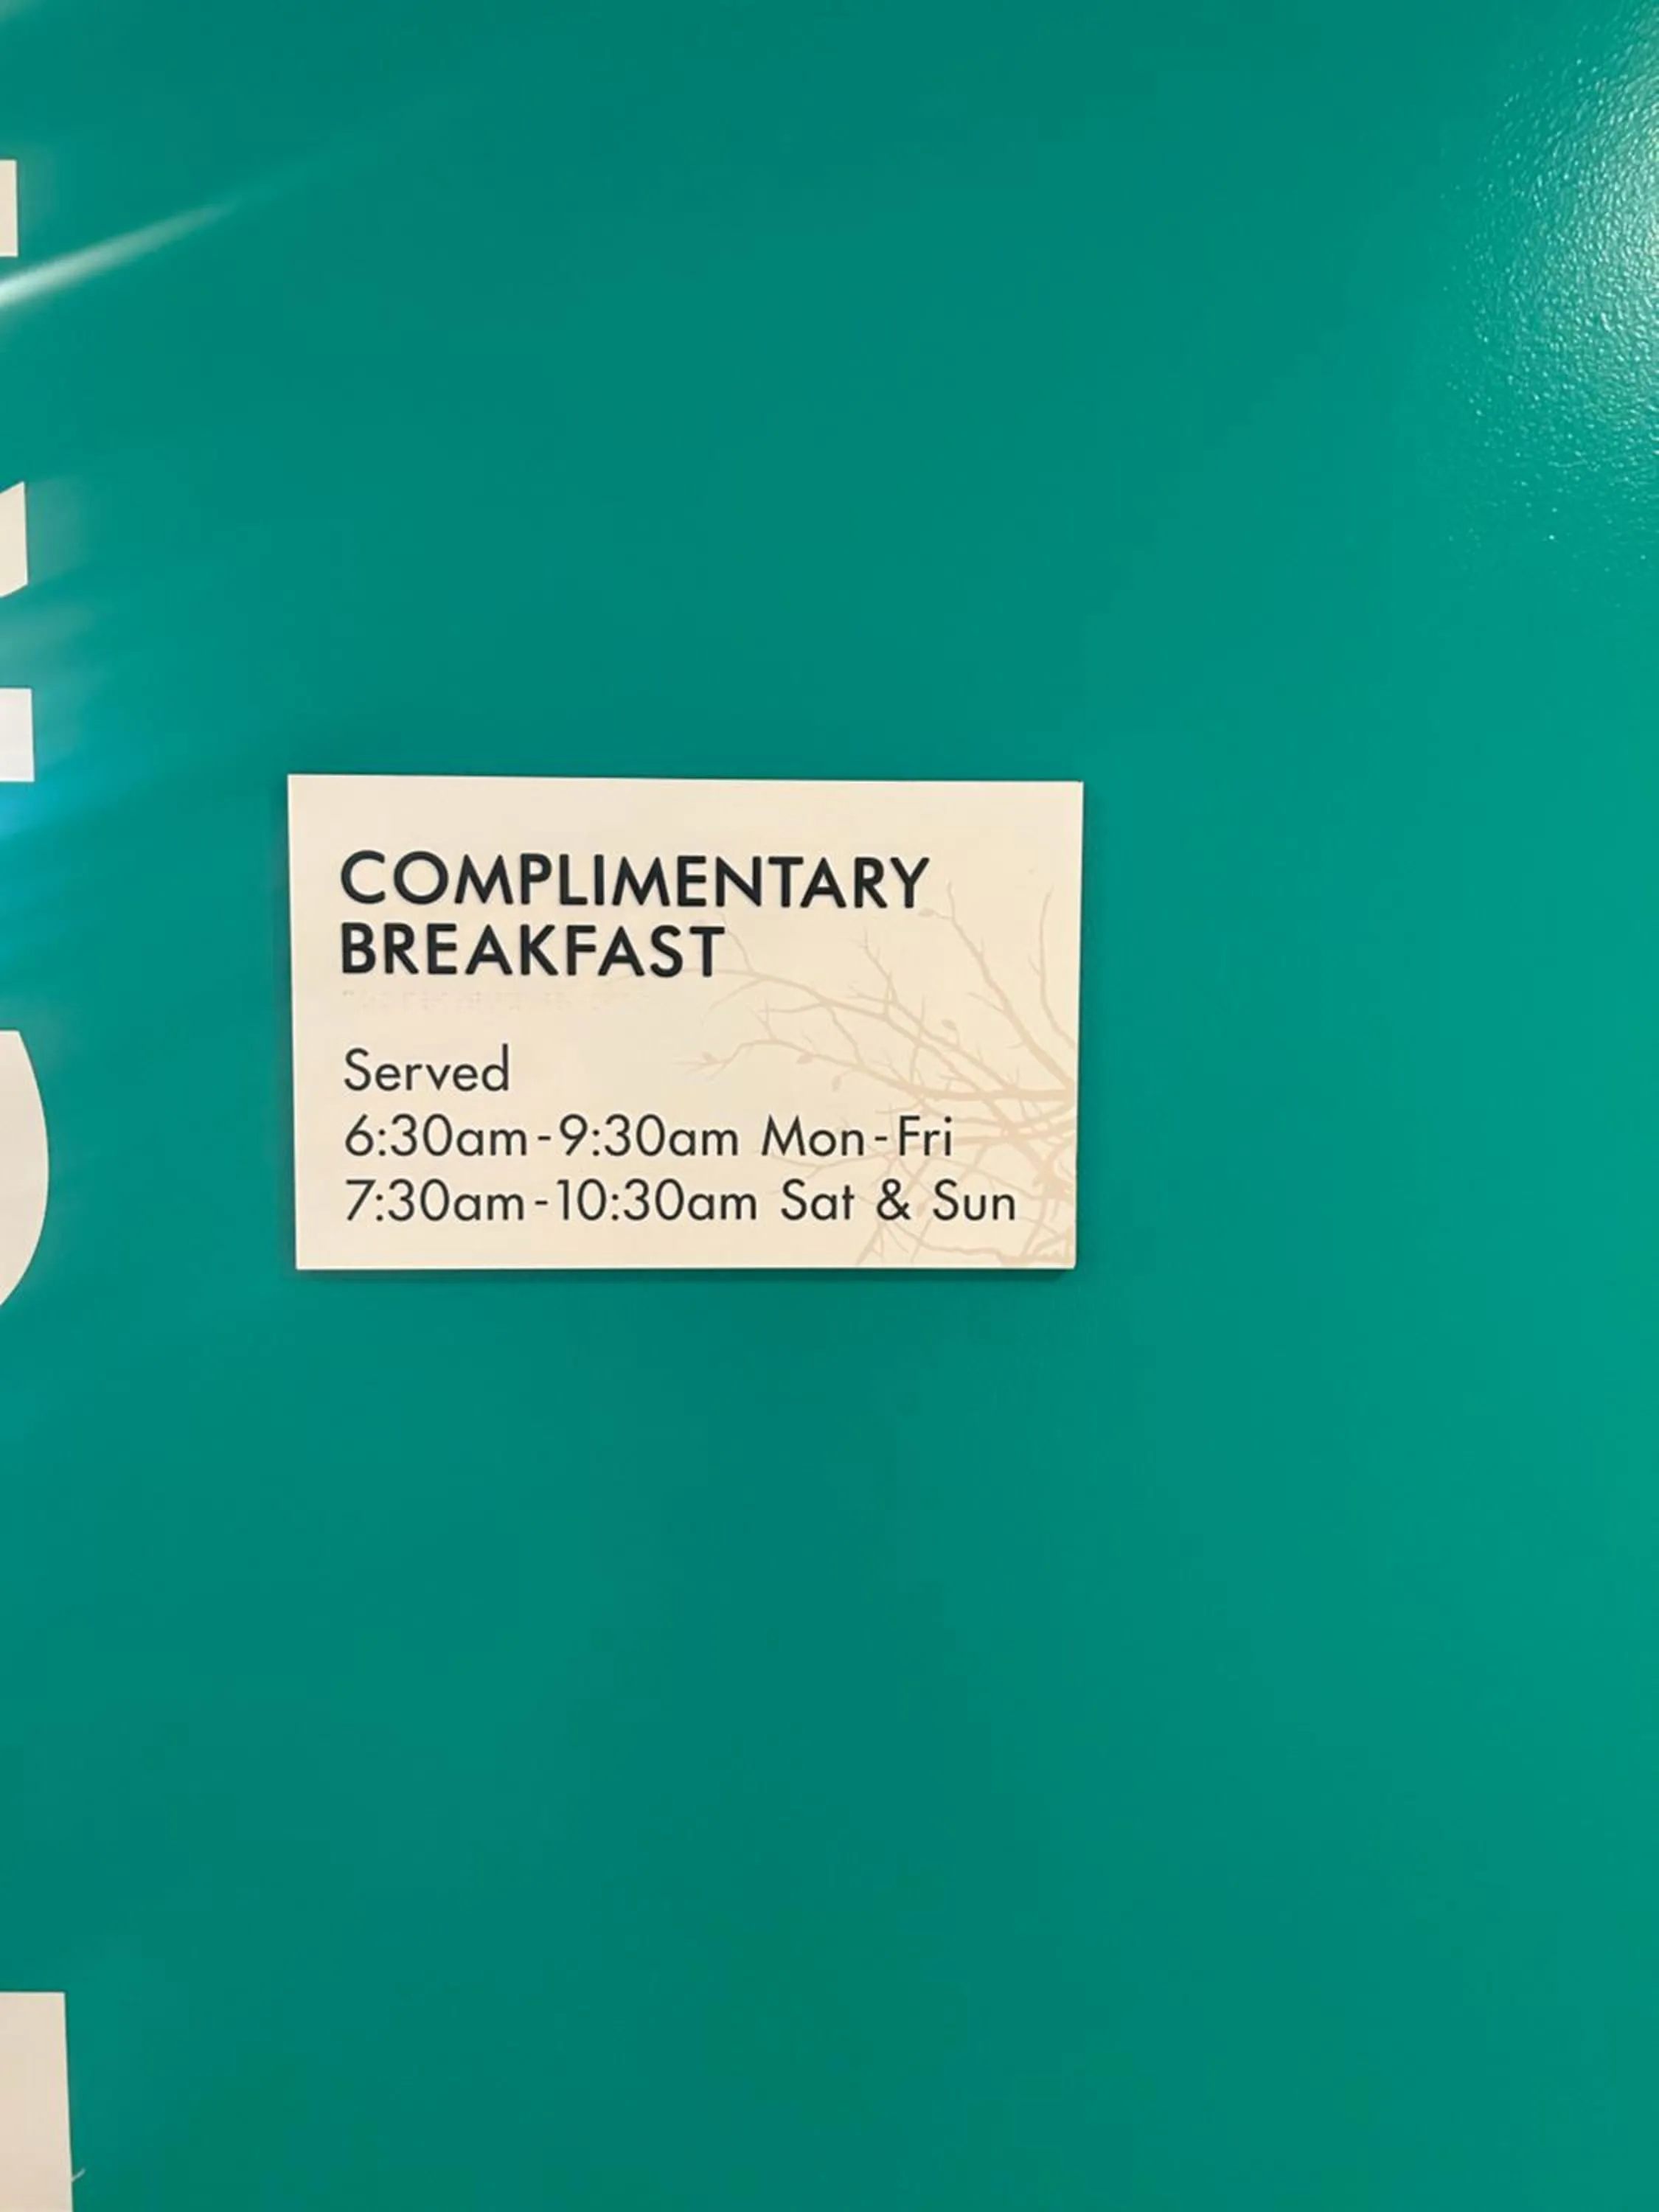 COMPLIMENTARY
BREAKFAST
Served
6:30am-9:30am Mon-Fri
7:30am-10:30am Sat & Sun